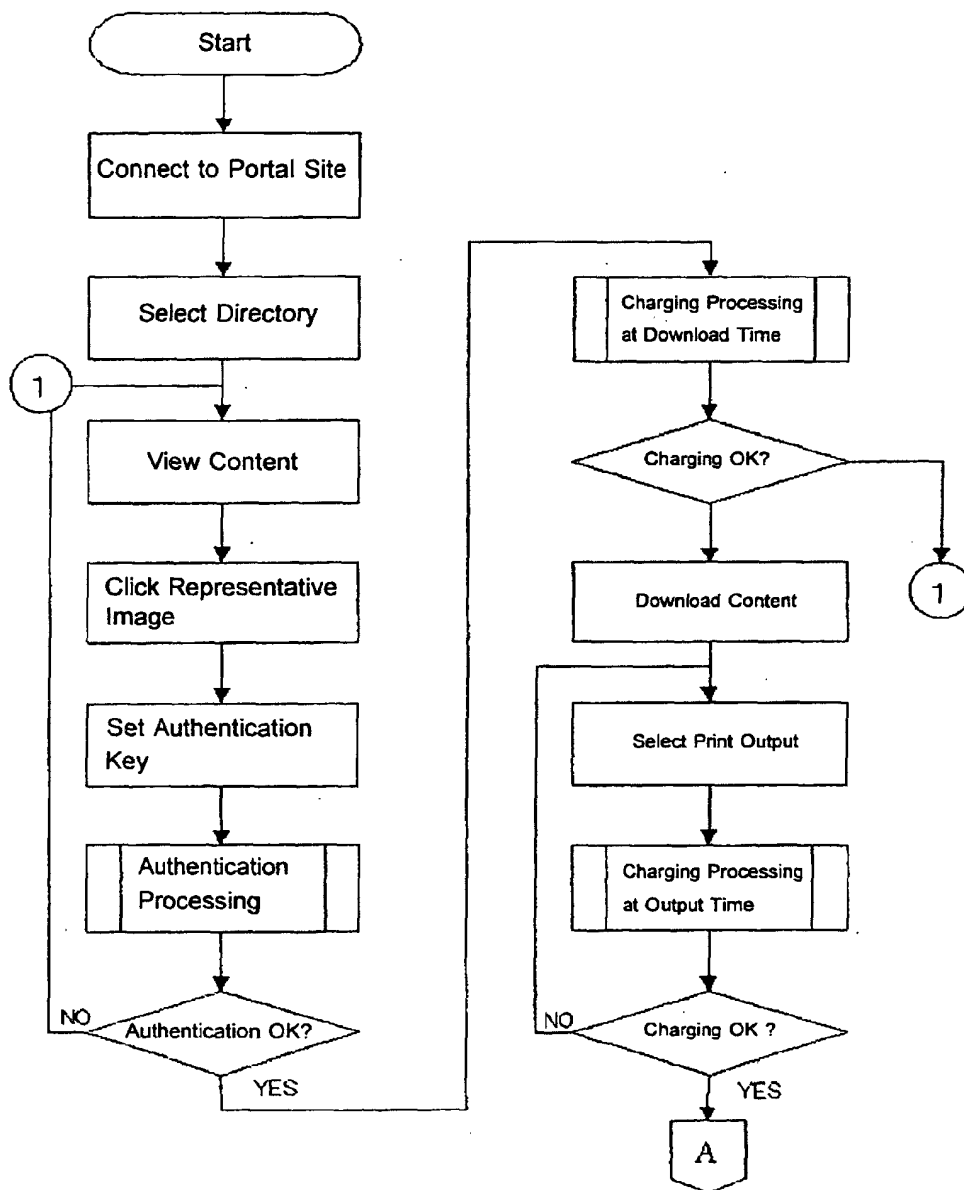 Start
Connect to Portal Site
Select Directory
1
View Content
Click Representative
Image
Set Authentication
Key
Authentication
Processing
NO
Authentication OK?
YES
Charging Processing
at Download Time
Charging OK?
1
Download Content
Select Print Output
Charging Processing
at Output Time
NO
Charging OK ?
YES
A